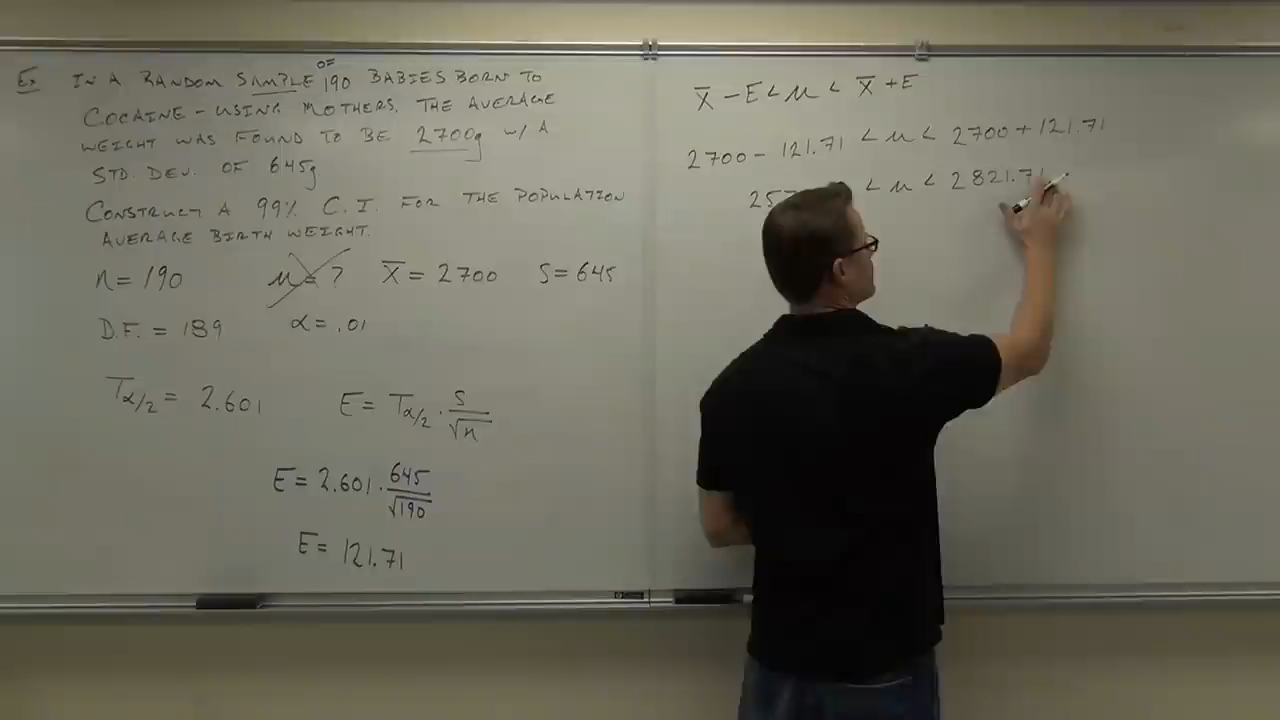 Ex IN A RANDOM SAMPLE OF 190 BABIES BORN TO
COCAINE-USING MOTHERS, THE AVERAGE
WEIGHT WAS FOUND TO BE 2700g W/ A
STD. DEV. OF 645g
CONSTRUCT A 99% C.I. FOR THE POPULATION
AVERAGE BIRTH WEIGHT.
n = 190 μ = ? X̄ = 2700 S = 645
D.F. = 189 α = .01
Tα/2 = 2.601 E = Tα/2 · S/√n
E = 2.601 · 645/√190
E = 121.71
X̄ - E < μ < X̄ + E
2700 - 121.71 < μ < 2700 + 121.71
< μ < 2821.71